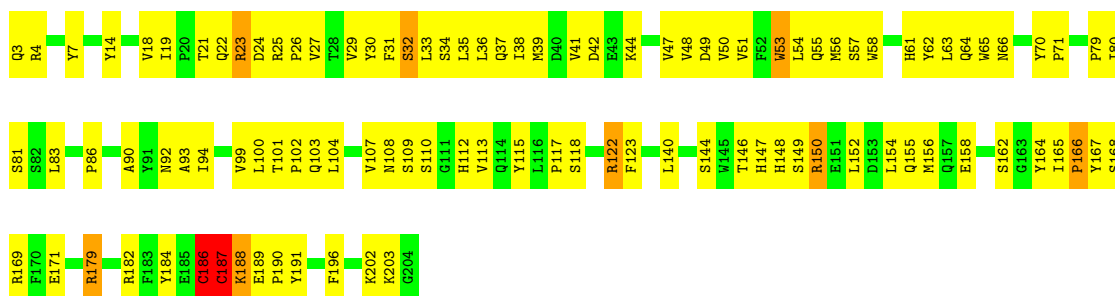 Q3 R4 Y7 Y14 V18 I19 P20 T21 Q22 R23 D24 R25 P26 V27 T28 V29 Y30 F31 S32 L33 S34 L35 L36 Q37 I38 M39 D40 V41 D42 E43 K44 V47 V48 D49 V50 V51 F52 W53 L54 Q55 M56 S57 W58 H61 Y62 L63 Q64 W65 N66 Y70 P71 P79
S81 S82 L83 P86 A90 Y91 N92 A93 I94 V99 L100 T101 P102 Q103 L104 V107 N108 S109 S110 G111 H112 V113 Q114 Y115 L116 P117 S118 R122 F123 L140 S144 W145 T146 H147 H148 S149 R150 E151 L152 D153 L154 Q155 M156 Q157 E158 S162 G163 Y164 I165 P166 Y167
R169 F170 E171 R179 R182 F183 Y184 E185 C186 C187 K188 E189 P190 Y191 F196 K202 K203 G204